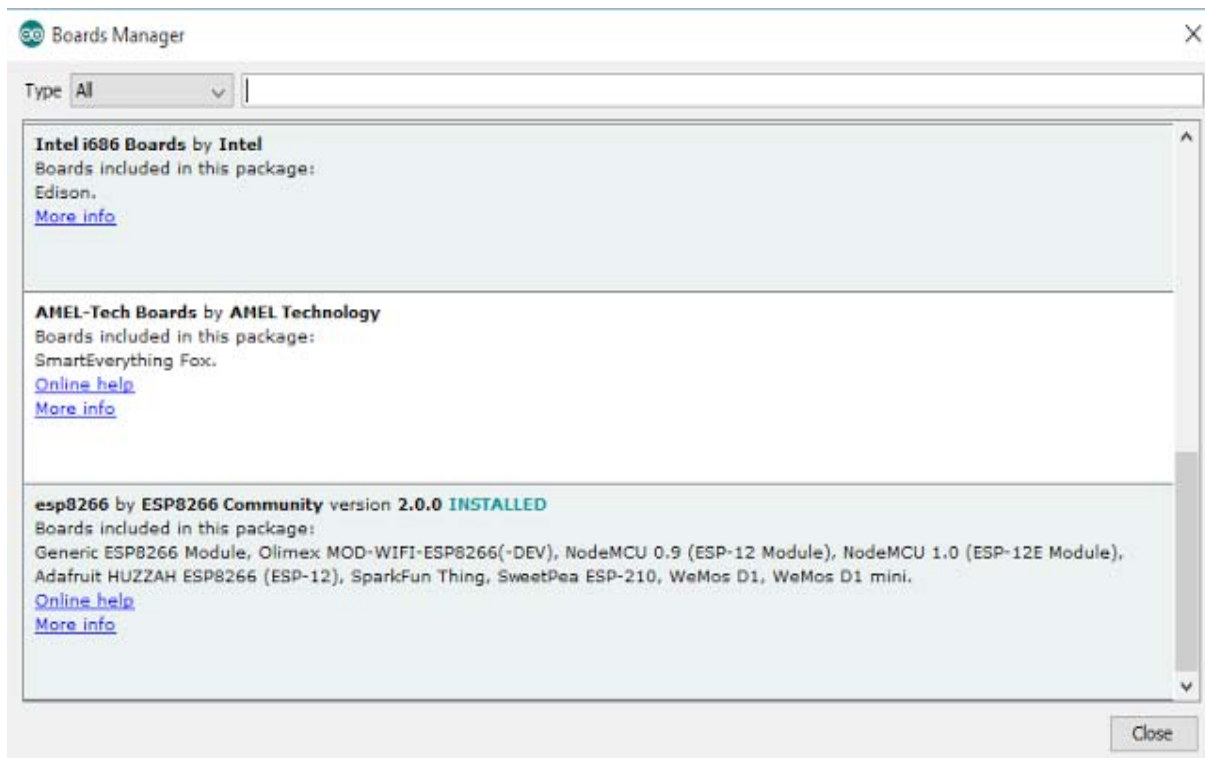 Boards Manager
Type All
Intel i686 Boards by Intel
Boards included in this package:
Edison.
More info
AMEL-Tech Boards by AMEL Technology
Boards included in this package:
SmartEverything Fox.
Online help
More info
esp8266 by ESP8266 Community version 2.0.0 INSTALLED
Boards included in this package:
Generic ESP8266 Module, Olimex MOD-WIFI-ESP8266(-DEV), NodeMCU 0.9 (ESP-12 Module), NodeMCU 1.0 (ESP-12E Module),
Adafruit HUZZAH ESP8266 (ESP-12), SparkFun Thing, SweetPea ESP-210, WeMos D1, WeMos D1 mini.
Online help
More info
Close